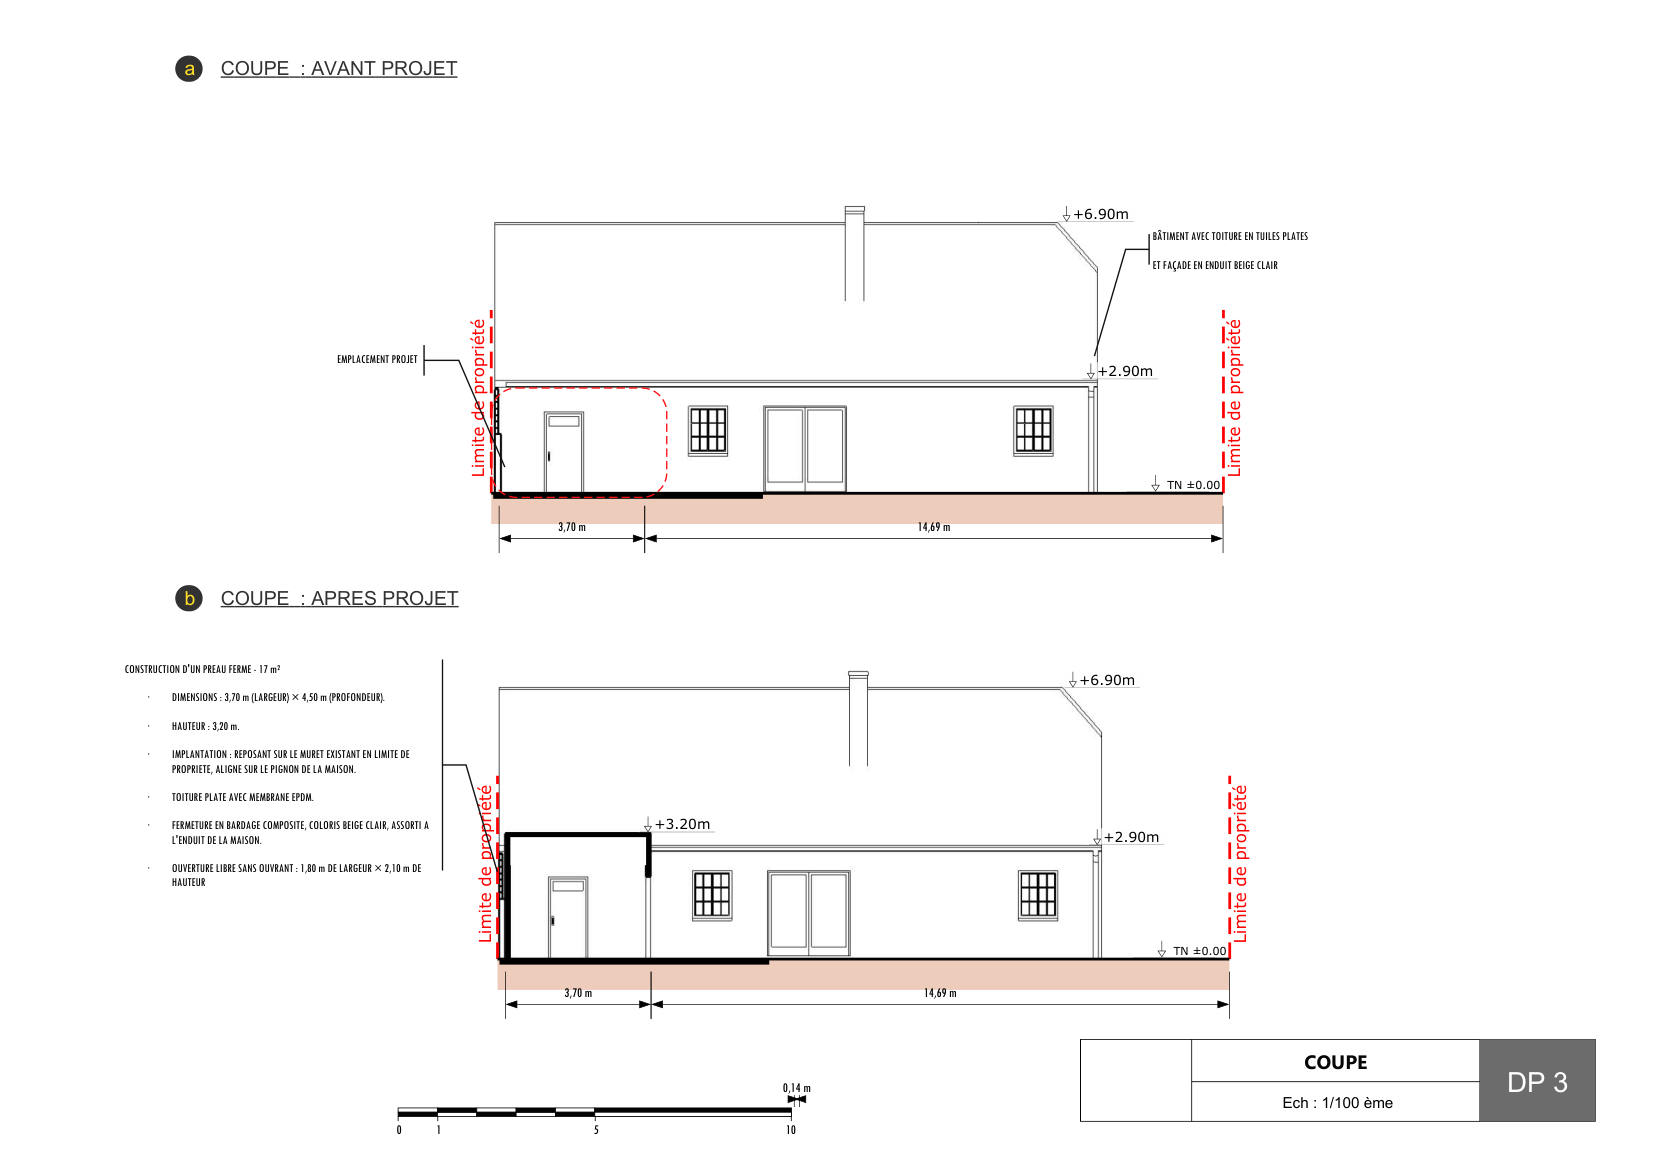 a COUPE : AVANT PROJET
+6.90m
BÂTIMENT AVEC TOITURE EN TUILES PLATES
ET FAÇADE EN ENDUIT BEIGE CLAIR
Limite de propriété
Limite de propriété
EMPLACEMENT PROJET
+2.90m
TN ±0.00
3,70 m
14,69 m
b COUPE : APRES PROJET
CONSTRUCTION D'UN PREAU FERME - 17 m²
· DIMENSIONS : 3,70 m (LARGEUR) × 4,50 m (PROFONDEUR).
· HAUTEUR : 3,20 m.
· IMPLANTATION : REPOSANT SUR LE MURET EXISTANT EN LIMITE DE
PROPRIETE, ALIGNE SUR LE PIGNON DE LA MAISON.
· TOITURE PLATE AVEC MEMBRANE EPDM.
· FERMETURE EN BARDAGE COMPOSITE, COLORIS BEIGE CLAIR, ASSORTI A
L'ENDUIT DE LA MAISON.
· OUVERTURE LIBRE SANS OUVRANT : 1,80 m DE LARGEUR × 2,10 m DE
HAUTEUR
+6.90m
Limite de propriété
Limite de propriété
+3.20m
+2.90m
TN ±0.00
3,70 m
14,69 m
COUPE
Ech : 1/100 ème
DP 3
0,14 m
0 1 5 10